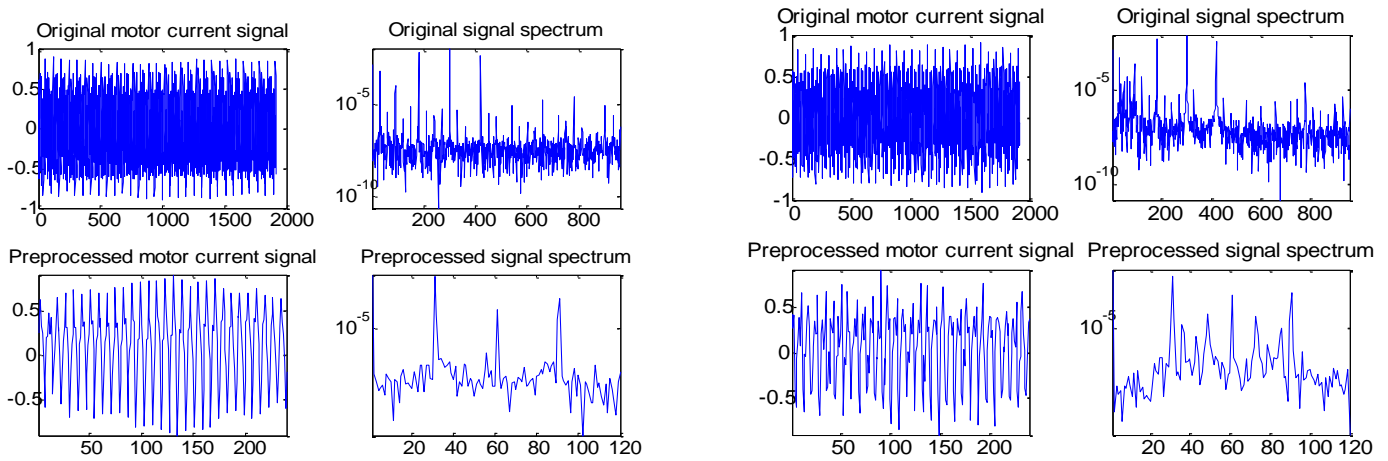 Original motor current signal
1
0.5
0
-0.5
-1
0 500 1000 1500 2000
Original signal spectrum
10^-5
10^-10
200 400 600 800
Preprocessed motor current signal
0.5
0
-0.5
50 100 150 200
Preprocessed signal spectrum
10^-5
20 40 60 80 100 120
Original motor current signal
1
0.5
0
-0.5
-1
0 500 1000 1500 2000
Original signal spectrum
10^-5
10^-10
200 400 600 800
Preprocessed motor current signal
0.5
0
-0.5
50 100 150 200
Preprocessed signal spectrum
10^-5
20 40 60 80 100 120